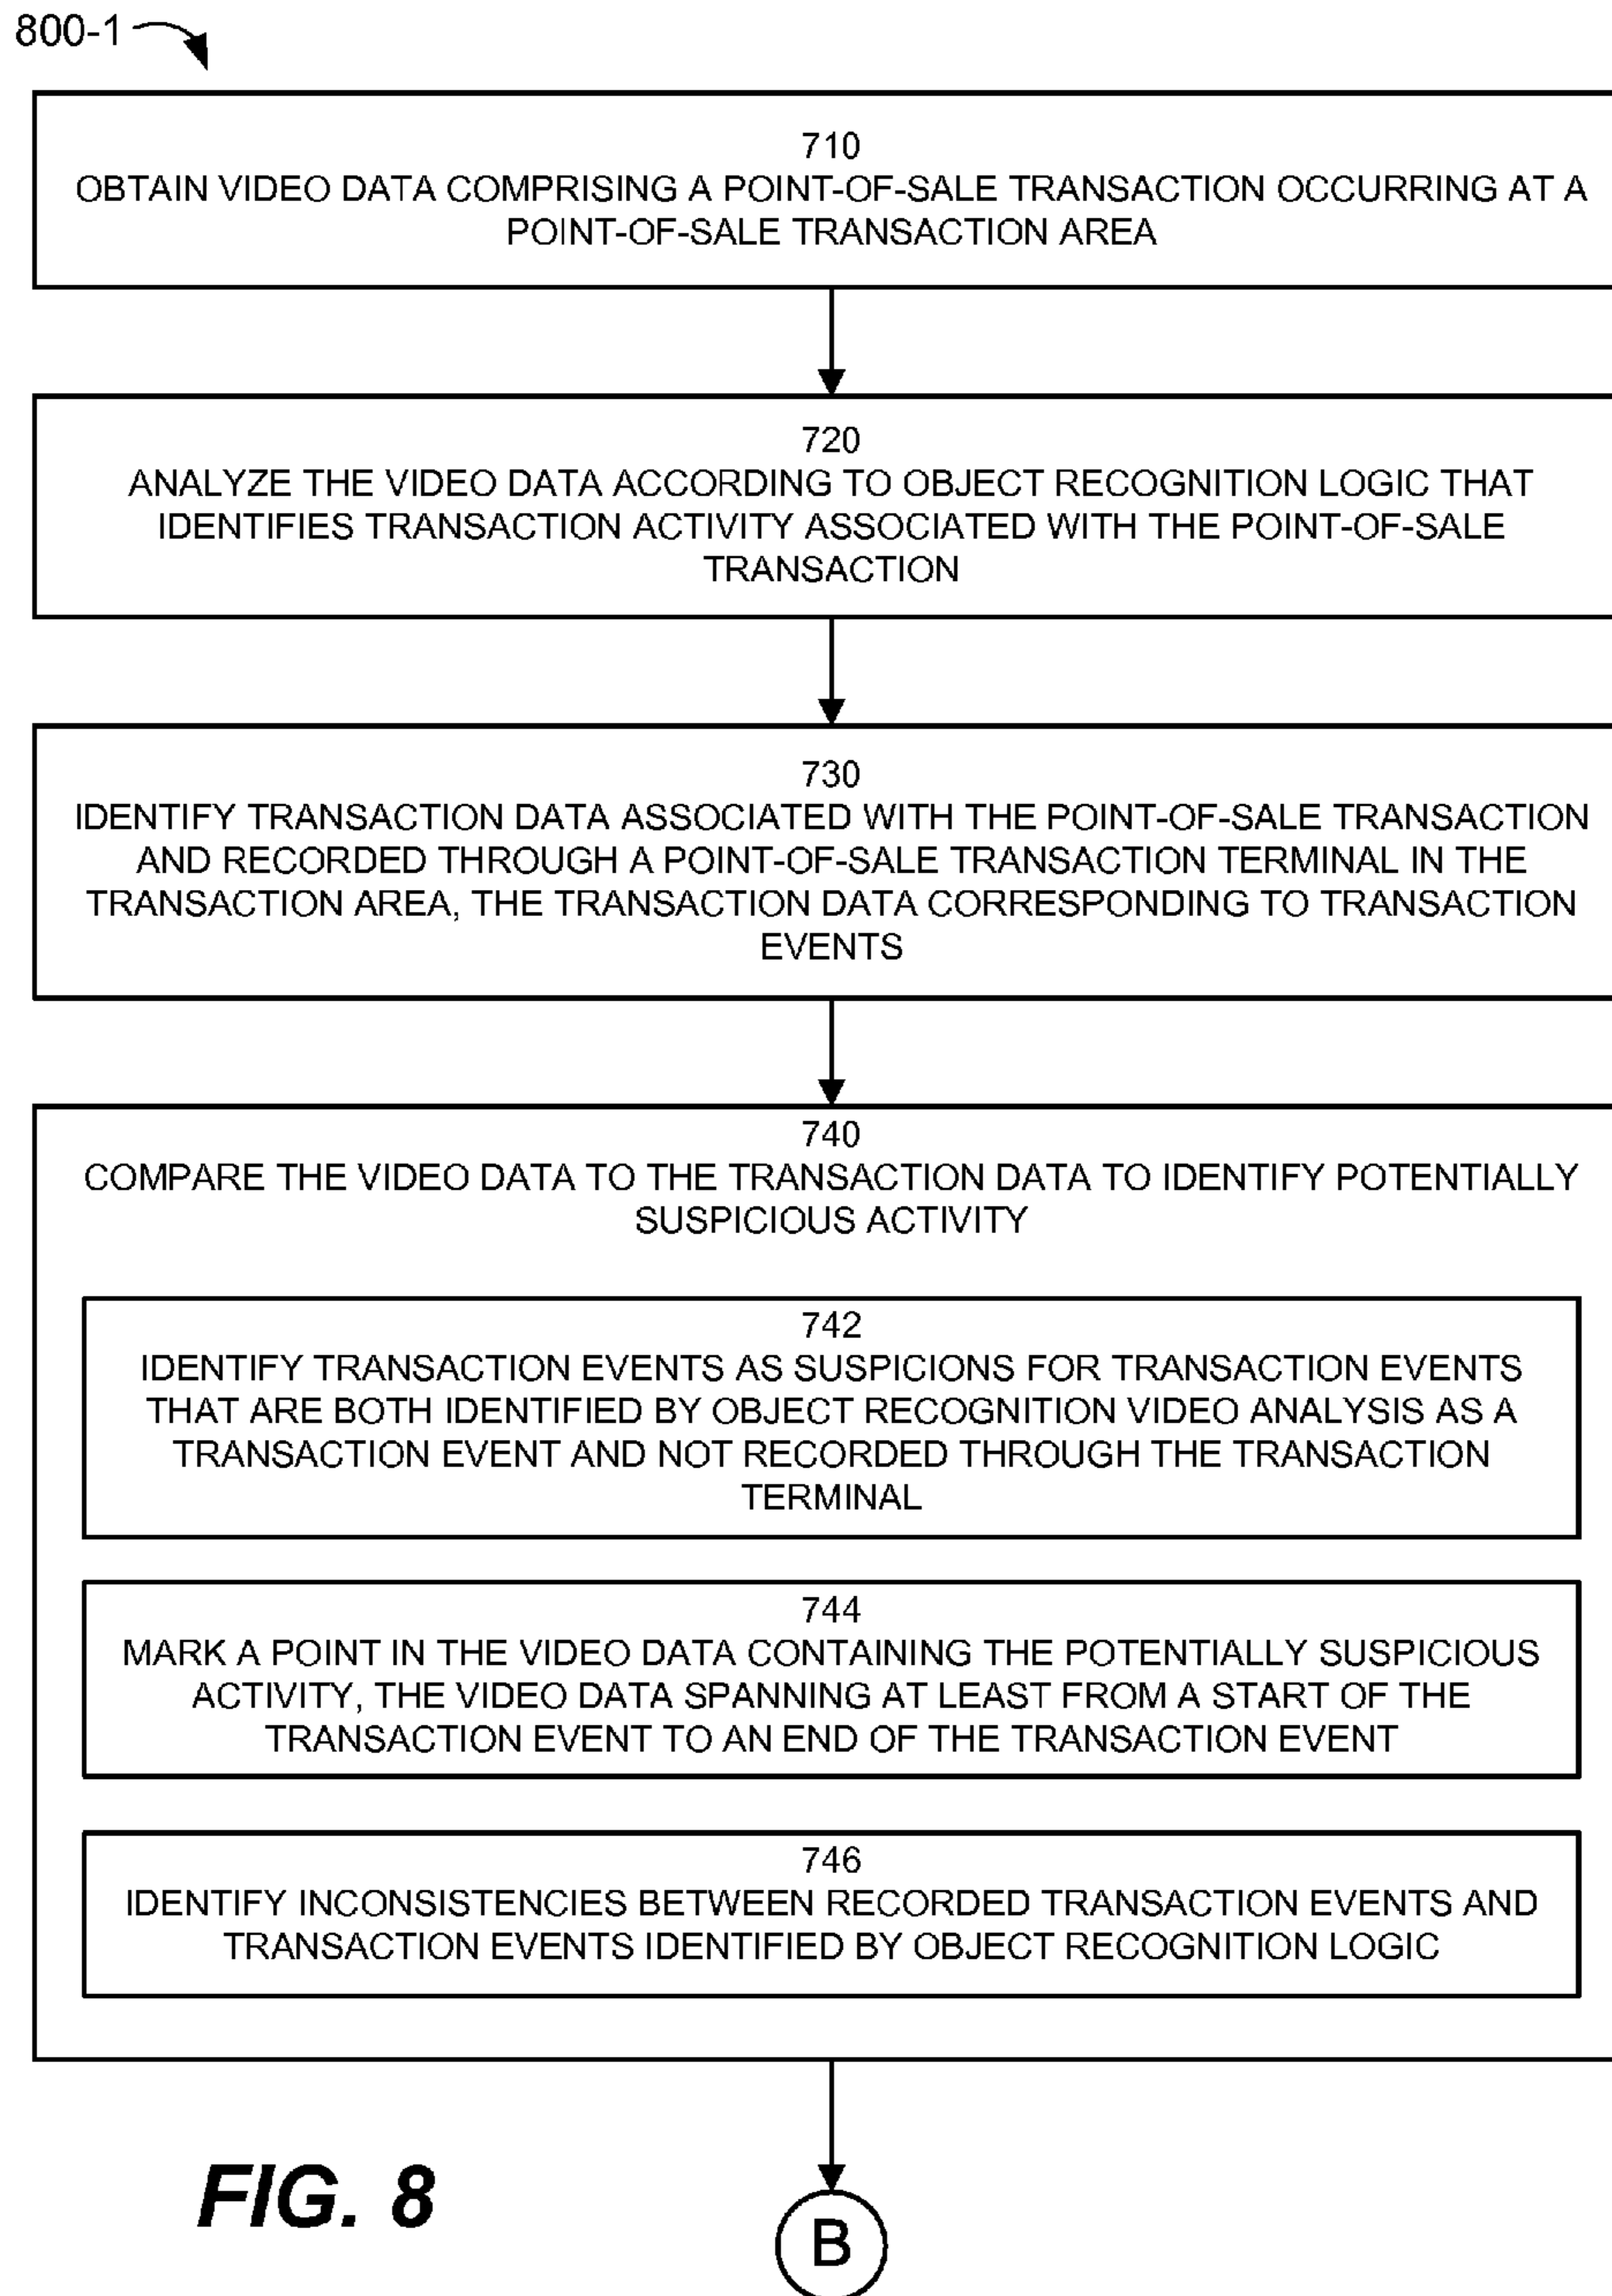 800-1
710
OBTAIN VIDEO DATA COMPRISING A POINT-OF-SALE TRANSACTION OCCURRING AT A
POINT-OF-SALE TRANSACTION AREA
720
ANALYZE THE VIDEO DATA ACCORDING TO OBJECT RECOGNITION LOGIC THAT
IDENTIFIES TRANSACTION ACTIVITY ASSOCIATED WITH THE POINT-OF-SALE
TRANSACTION
730
IDENTIFY TRANSACTION DATA ASSOCIATED WITH THE POINT-OF-SALE TRANSACTION
AND RECORDED THROUGH A POINT-OF-SALE TRANSACTION TERMINAL IN THE
TRANSACTION AREA, THE TRANSACTION DATA CORRESPONDING TO TRANSACTION
EVENTS
740
COMPARE THE VIDEO DATA TO THE TRANSACTION DATA TO IDENTIFY POTENTIALLY
SUSPICIOUS ACTIVITY
742
IDENTIFY TRANSACTION EVENTS AS SUSPICIONS FOR TRANSACTION EVENTS
THAT ARE BOTH IDENTIFIED BY OBJECT RECOGNITION VIDEO ANALYSIS AS A
TRANSACTION EVENT AND NOT RECORDED THROUGH THE TRANSACTION
TERMINAL
744
MARK A POINT IN THE VIDEO DATA CONTAINING THE POTENTIALLY SUSPICIOUS
ACTIVITY, THE VIDEO DATA SPANNING AT LEAST FROM A START OF THE
TRANSACTION EVENT TO AN END OF THE TRANSACTION EVENT
746
IDENTIFY INCONSISTENCIES BETWEEN RECORDED TRANSACTION EVENTS AND
TRANSACTION EVENTS IDENTIFIED BY OBJECT RECOGNITION LOGIC
FIG. 8
B